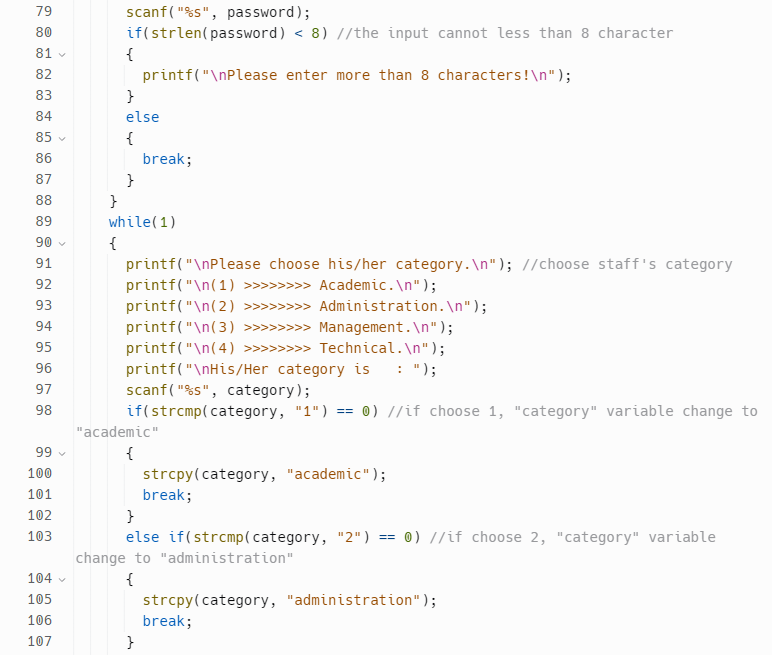 79 scanf("%s", password);
80 if(strlen(password) < 8) //the input cannot less than 8 character
81 {
82 printf("\nPlease enter more than 8 characters!\n");
83 }
84 else
85 {
86 break;
87 }
88 }
89 while(1)
90 {
91 printf("\nPlease choose his/her category.\n"); //choose staff's category
92 printf("\n(1) >>>>>>>> Academic.\n");
93 printf("\n(2) >>>>>>>> Administration.\n");
94 printf("\n(3) >>>>>>>> Management.\n");
95 printf("\n(4) >>>>>>>> Technical.\n");
96 printf("\nHis/Her category is   : ");
97 scanf("%s", category);
98 if(strcmp(category, "1") == 0) //if choose 1, "category" variable change to
"academic"
99 {
100 strcpy(category, "academic");
101 break;
102 }
103 else if(strcmp(category, "2") == 0) //if choose 2, "category" variable
change to "administration"
104 {
105 strcpy(category, "administration");
106 break;
107 }